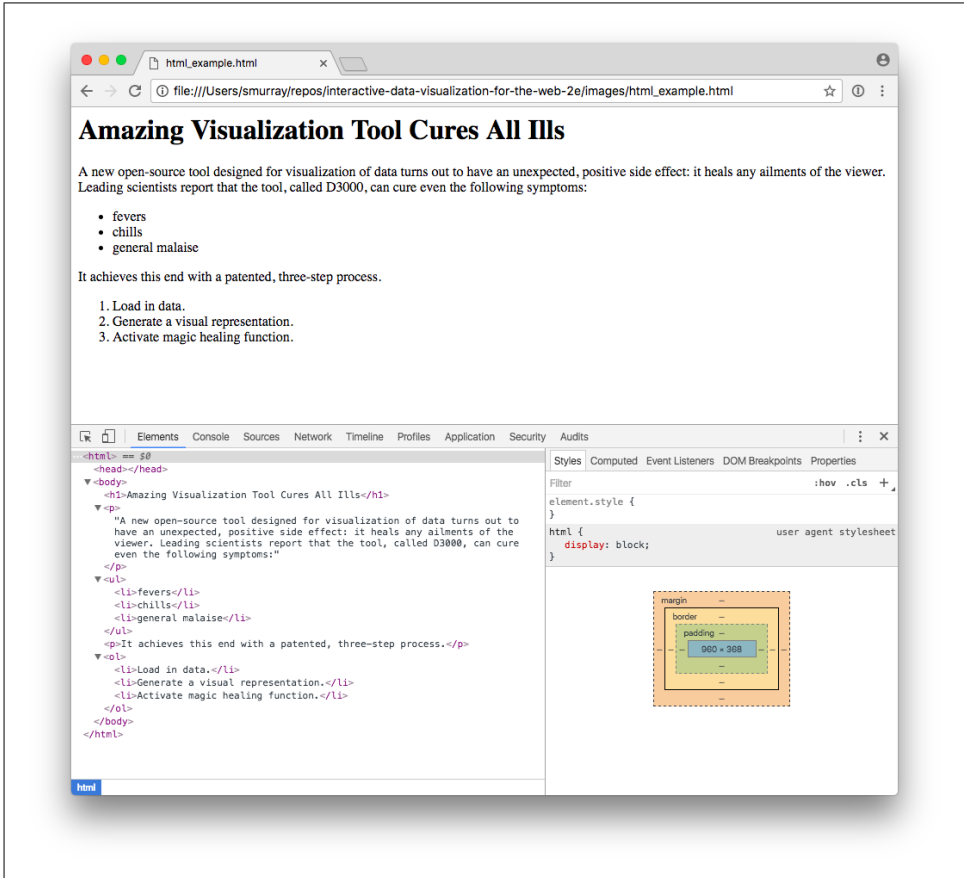 html_example.html
file:///Users/smurray/repos/interactive-data-visualization-for-the-web-2e/images/html_example.html
Amazing Visualization Tool Cures All Ills
A new open-source tool designed for visualization of data turns out to have an unexpected, positive side effect: it heals any ailments of the viewer.
Leading scientists report that the tool, called D3000, can cure even the following symptoms:
• fevers
• chills
• general malaise
It achieves this end with a patented, three-step process.
1. Load in data.
2. Generate a visual representation.
3. Activate magic healing function.
Elements Console Sources Network Timeline Profiles Application Security Audits
<html> == $0
<head></head>
▼<body>
<h1>Amazing Visualization Tool Cures All Ills</h1>
▼<p>
"A new open-source tool designed for visualization of data turns out to
have an unexpected, positive side effect: it heals any ailments of the
viewer. Leading scientists report that the tool, called D3000, can cure
even the following symptoms:"
</p>
▼<ul>
<li>fevers</li>
<li>chills</li>
<li>general malaise</li>
</ul>
<p>It achieves this end with a patented, three-step process.</p>
▼<ol>
<li>Load in data.</li>
<li>Generate a visual representation.</li>
<li>Activate magic healing function.</li>
</ol>
</body>
</html>
html
Styles Computed Event Listeners DOM Breakpoints Properties
Filter :hov .cls +
element.style {
}
html { user agent stylesheet
display: block;
}
margin –
border –
padding –
– – – 960 × 368 – – –
–
–
–